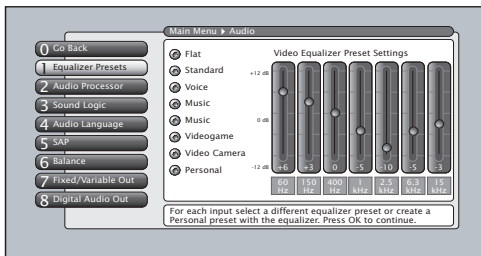 Main Menu ▸ Audio
0 Go Back
1 Equalizer Presets
2 Audio Processor
3 Sound Logic
4 Audio Language
5 SAP
6 Balance
7 Fixed/Variable Out
8 Digital Audio Out
Flat
Standard
Voice
Music
Music
Videogame
Video Camera
Personal
Video Equalizer Preset Settings
+12 dB
0 dB
-12 dB
+6 +3 0 -5 -10 -5 -3
60 150 400 1 2.5 6.3 15
Hz Hz Hz kHz kHz kHz kHz
For each input select a different equalizer preset or create a
Personal preset with the equalizer. Press OK to continue.